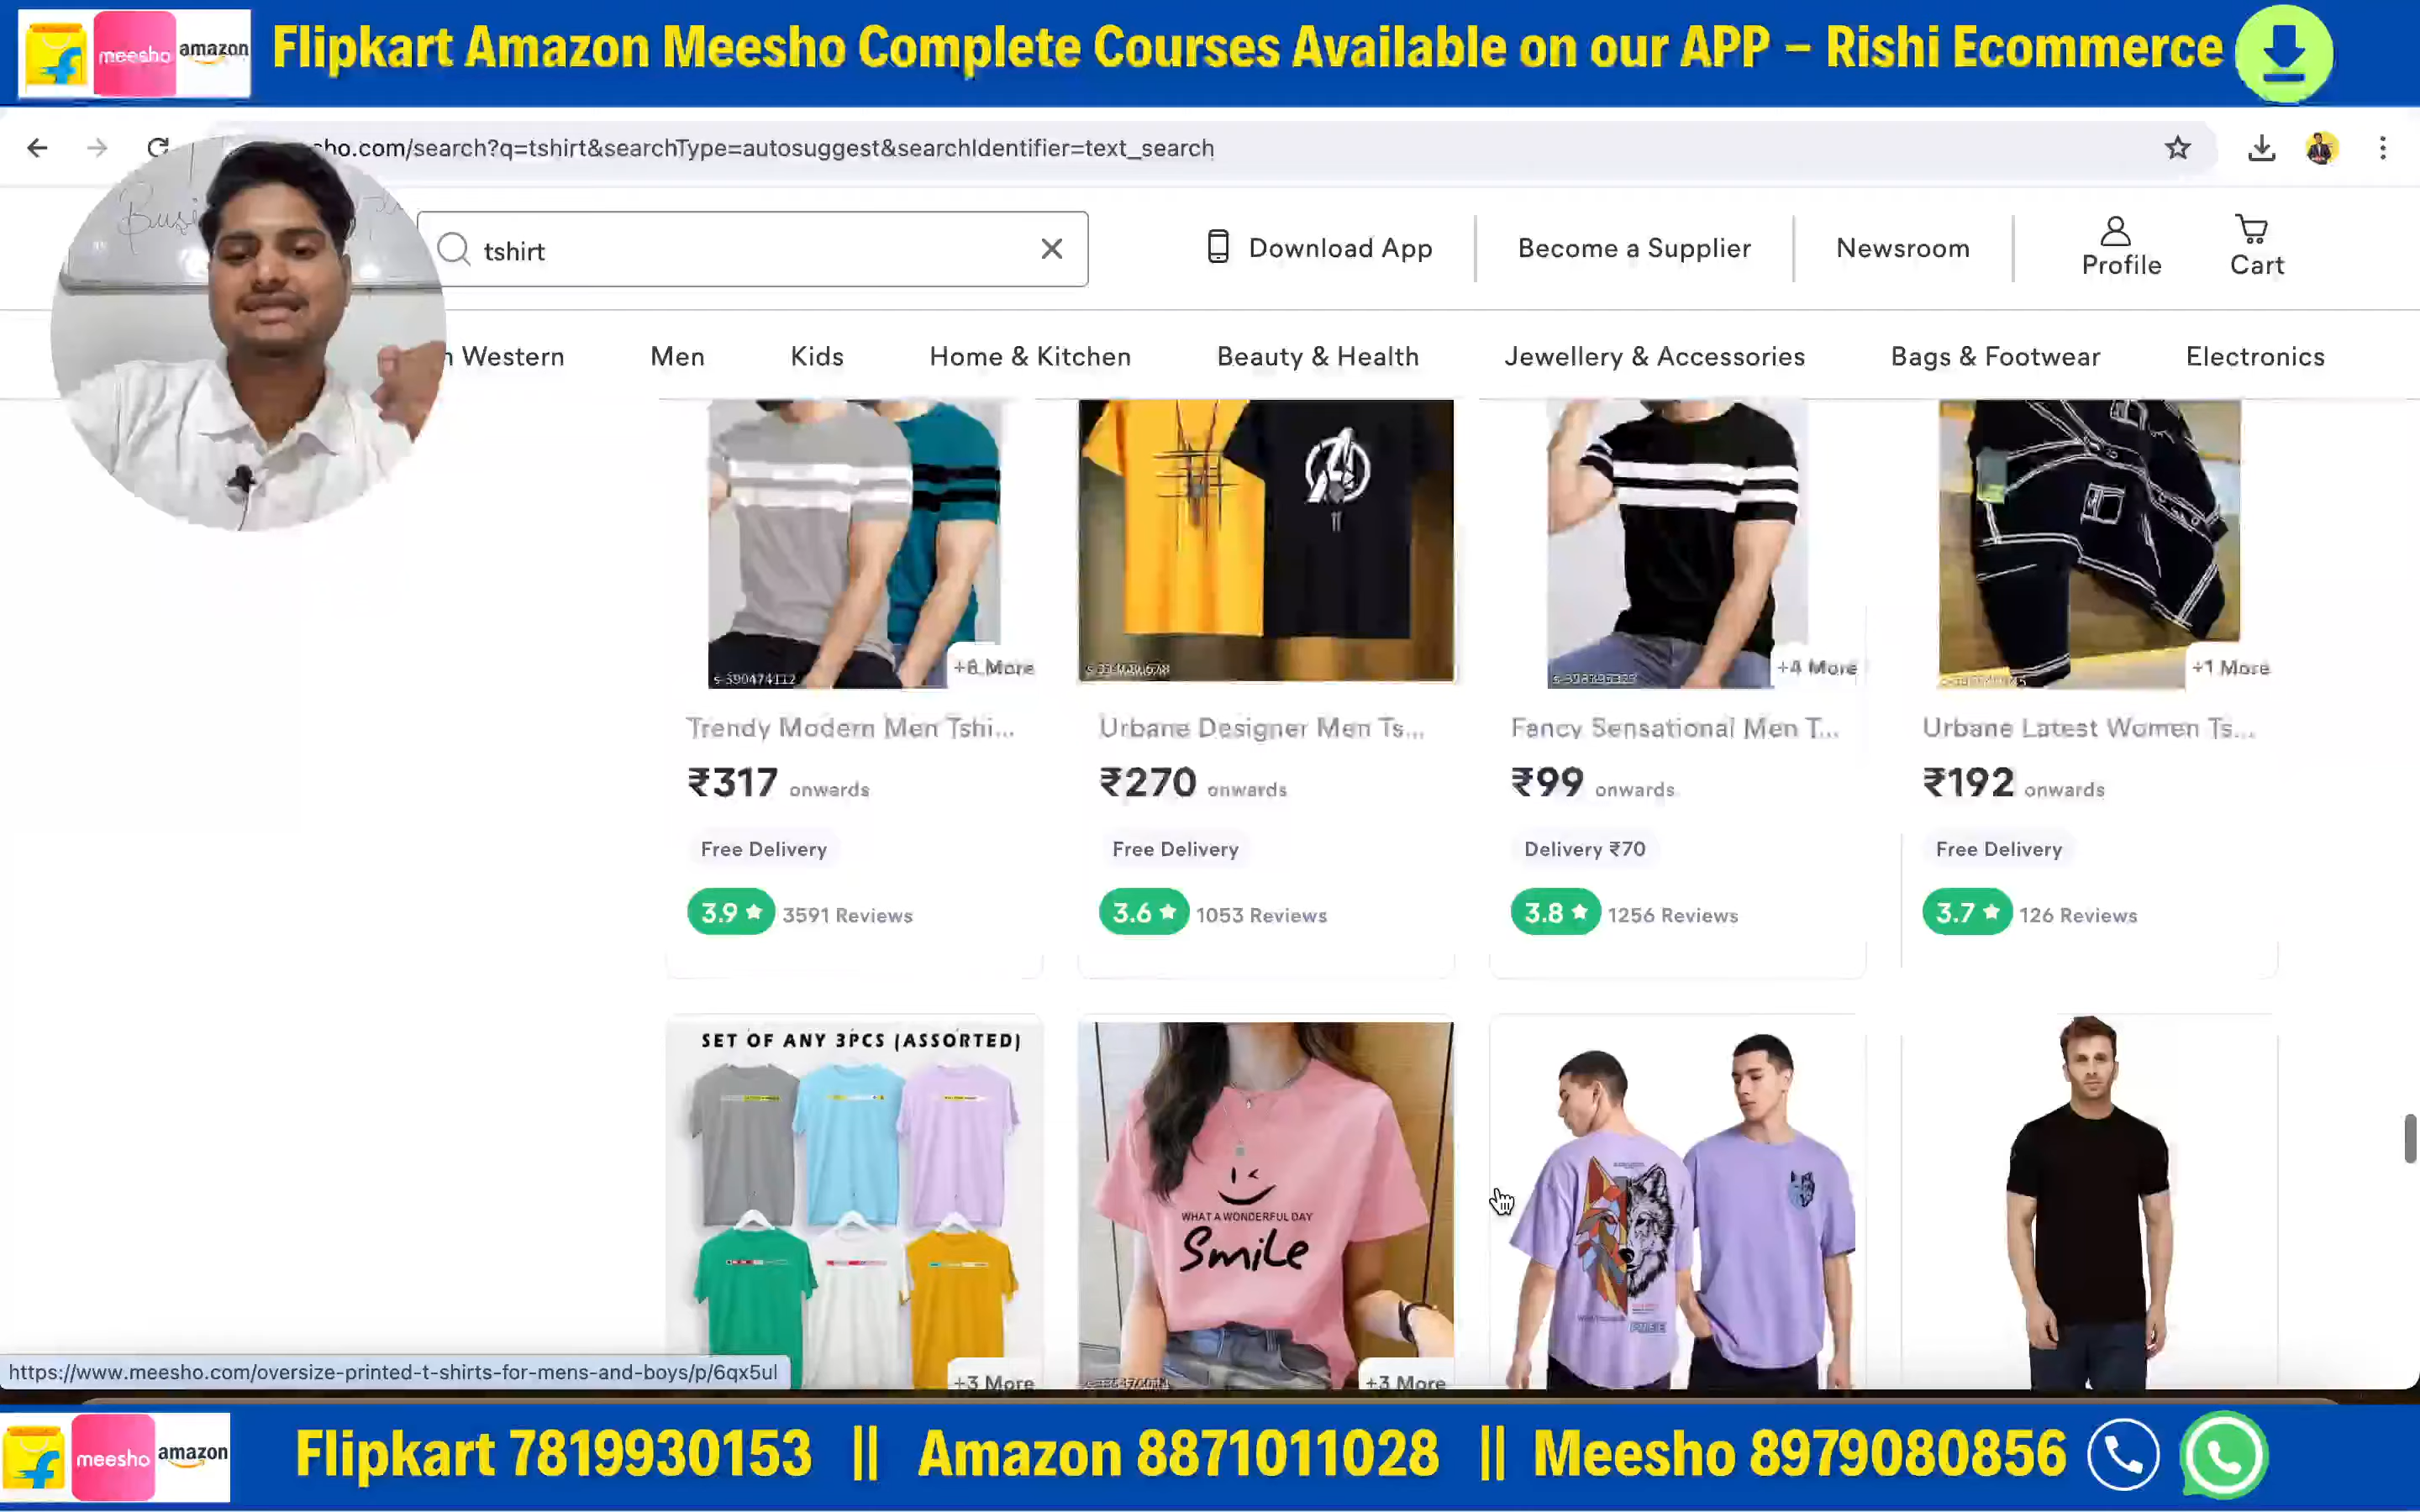 meesho amazon Flipkart Amazon Meesho Complete Courses Available on our APP – Rishi Ecommerce
ho.com/search?q=tshirt&searchType=autosuggest&searchIdentifier=text_search
tshirt
Download App
Become a Supplier
Newsroom
Profile
Cart
Western
Men
Kids
Home & Kitchen
Beauty & Health
Jewellery & Accessories
Bags & Footwear
Electronics
s-390474112
+6 More
+4 More
+1 More
Trendy Modern Men Tshi...
Urbane Designer Men Ts...
Fancy Sensational Men T...
Urbane Latest Women Ts...
₹317 onwards
₹270 onwards
₹99 onwards
₹192 onwards
Free Delivery
Free Delivery
Delivery ₹70
Free Delivery
3.9 ★ 3591 Reviews
3.6 ★ 1053 Reviews
3.8 ★ 1256 Reviews
3.7 ★ 126 Reviews
SET OF ANY 3PCS (ASSORTED)
WHAT A WONDERFUL DAY
Smile
+3 More
+3 More
https://www.meesho.com/oversize-printed-t-shirts-for-mens-and-boys/p/6qx5ul
meesho amazon Flipkart 7819930153 || Amazon 8871011028 || Meesho 8979080856